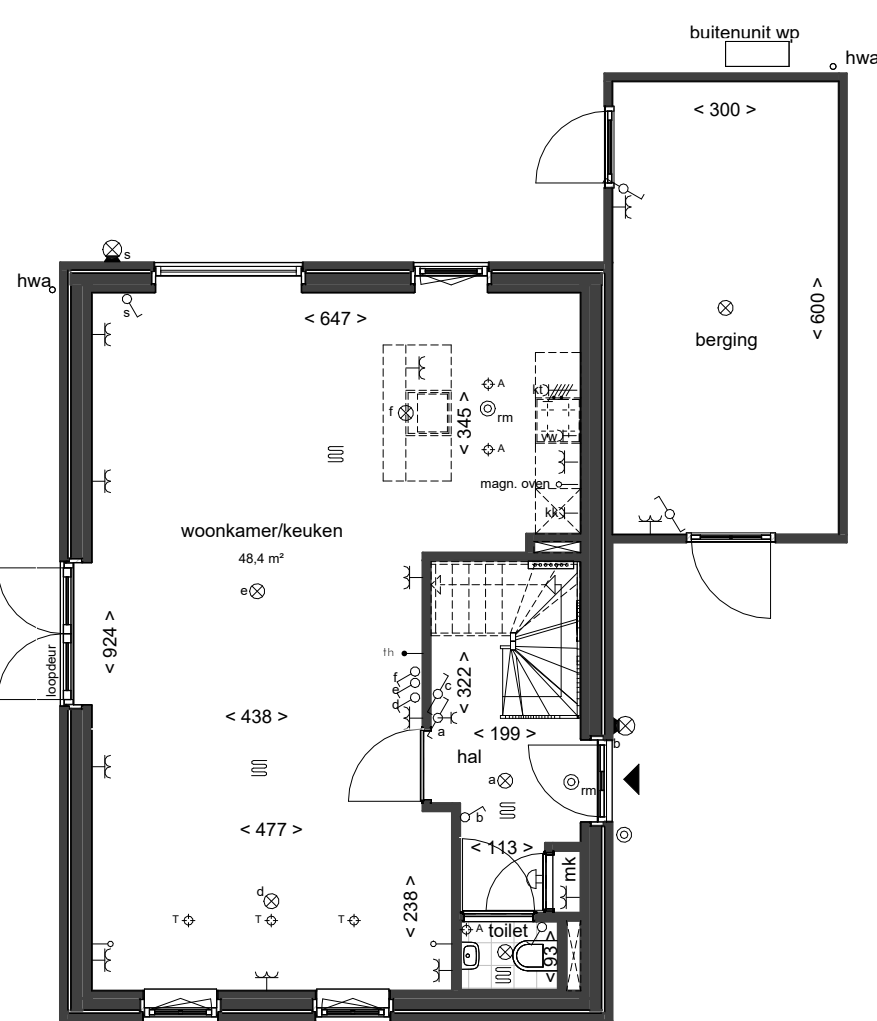 buitenunit wp
hwa
< 300 >
< 600 >
berging
hwa
s
s
< 647 >
f
A
rm
A
< 345 >
kt
vw
magn. oven
kk
woonkamer/keuken
48,4 m²
e
< 924 >
loopdeur
th
f
e
d
c
a
< 322 >
< 438 >
< 199 >
hal
b
a
rm
b
< 477 >
< 113 >
mk
d
T
T
T
< 238 >
A
toilet
< 93 >